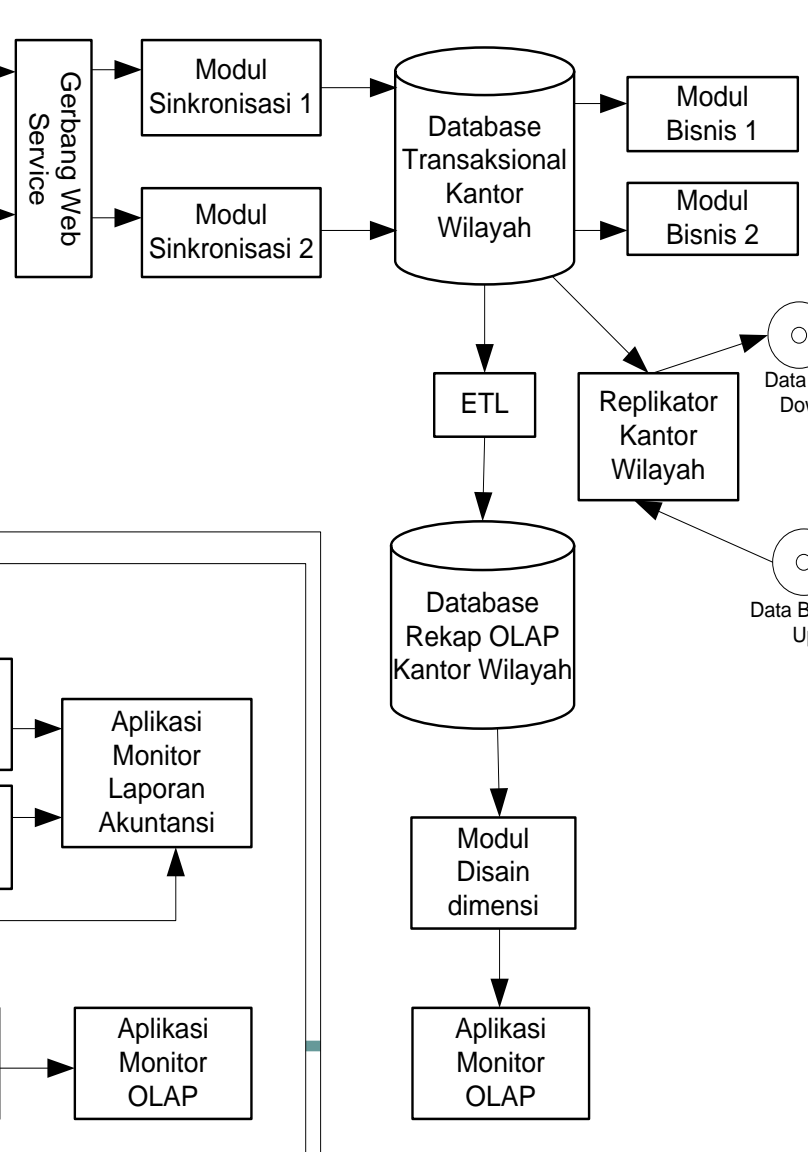 Gerbang Web
Service
Modul
Sinkronisasi 1
Modul
Sinkronisasi 2
Database
Transaksional
Kantor
Wilayah
Modul
Bisnis 1
Modul
Bisnis 2
ETL
Replikator
Kantor
Wilayah
Data
Data
Database
Rekap OLAP
Kantor Wilayah
Aplikasi
Monitor
Laporan
Akuntansi
Modul
Disain
dimensi
Aplikasi
Monitor
OLAP
Aplikasi
Monitor
OLAP